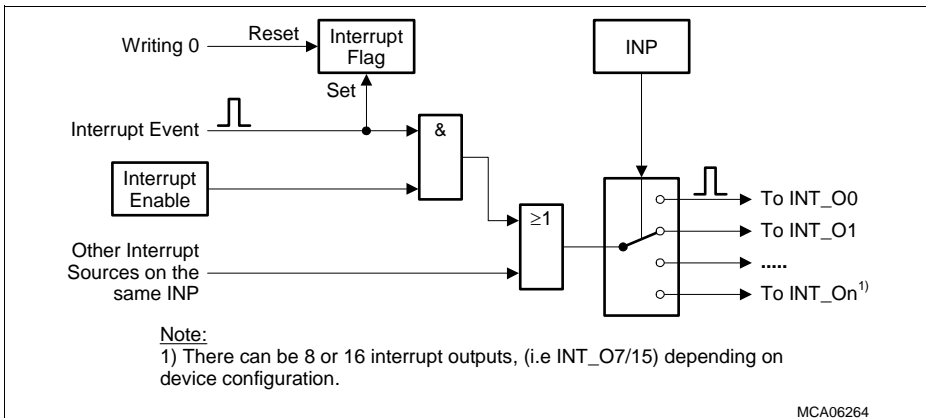 Writing 0
Reset
Interrupt
Flag
INP
Set
Interrupt Event
&
Interrupt
Enable
≥1
To INT_O0
To INT_O1
.....
To INT_On1)
Other Interrupt
Sources on the
same INP
Note:
1) There can be 8 or 16 interrupt outputs, (i.e INT_O7/15) depending on
device configuration.
MCA06264